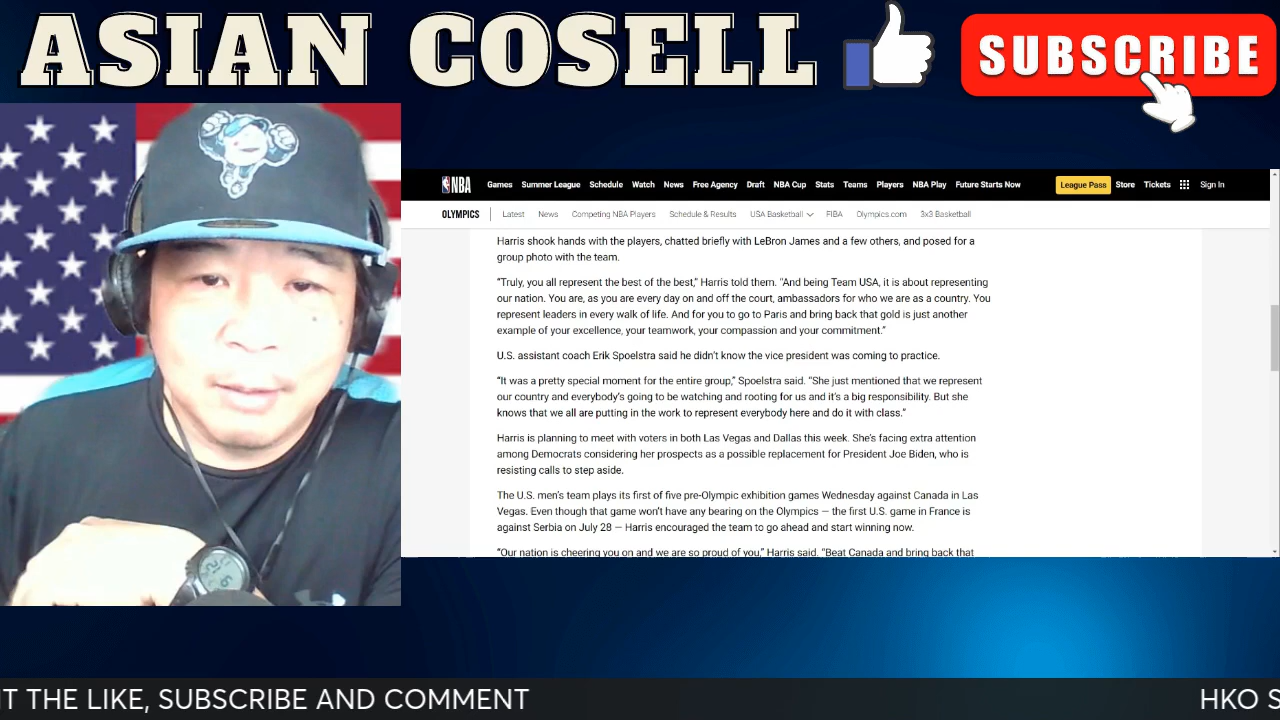 ASIAN COSELL
SUBSCRIBE
NBA Games Summer League Schedule Watch News Free Agency Draft NBA Cup Stats Teams Players NBA Play Future Starts Now League Pass Store Tickets Sign In
OLYMPICS Latest News Competing NBA Players Schedule & Results USA Basketball FIBA Olympics.com 3x3 Basketball
Harris shook hands with the players, chatted briefly with LeBron James and a few others, and posed for a
group photo with the team.
“Truly, you all represent the best of the best,” Harris told them. “And being Team USA, it is about representing
our nation. You are, as you are every day on and off the court, ambassadors for who we are as a country. You
represent leaders in every walk of life. And for you to go to Paris and bring back that gold is just another
example of your excellence, your teamwork, your compassion and your commitment.”
U.S. assistant coach Erik Spoelstra said he didn’t know the vice president was coming to practice.
“It was a pretty special moment for the entire group,” Spoelstra said. “She just mentioned that we represent
our country and everybody’s going to be watching and rooting for us and it’s a big responsibility. But she
knows that we all are putting in the work to represent everybody here and do it with class.”
Harris is planning to meet with voters in both Las Vegas and Dallas this week. She’s facing extra attention
among Democrats considering her prospects as a possible replacement for President Joe Biden, who is
resisting calls to step aside.
The U.S. men’s team plays its first of five pre-Olympic exhibition games Wednesday against Canada in Las
Vegas. Even though that game won’t have any bearing on the Olympics — the first U.S. game in France is
against Serbia on July 28 — Harris encouraged the team to go ahead and start winning now.
“Our nation is cheering you on and we are so proud of you,” Harris said. “Beat Canada and bring back that
IT THE LIKE, SUBSCRIBE AND COMMENT
HKO S